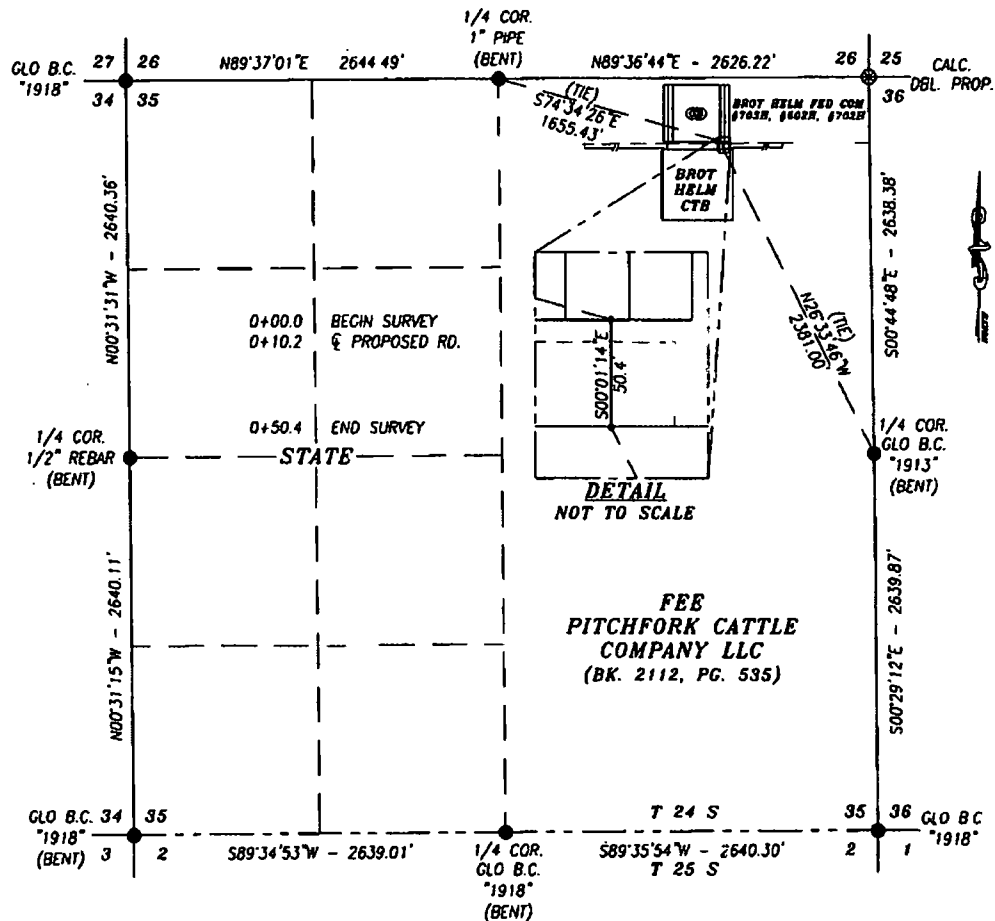 1/4 COR.
1" PIPE
(BENT)
27 26
GLO B.C.
"1918"
34 35
N89°37'01"E 2644 49'
N89°36'44"E - 2626.22'
26 25
36
CALC.
DBL. PROP.
(TIE)
S74°34'26"E
1655.43'
BROT HELM FED COM
BROT
HELM
CTB
N00°31'31"W - 2640.36'
S00°44'48"E - 2638.38'
0+00.0 BEGIN SURVEY
0+10.2 ℄ PROPOSED RD.
0+50.4 END SURVEY
S00°01'14"E
50.4'
(TIE)
N26°33'46"W
2381.00'
1/4 COR.
1/2" REBAR
(BENT)
STATE
1/4 COR.
GLO B.C.
"1913"
(BENT)
DETAIL
NOT TO SCALE
N00°31'15"W - 2640.11'
FEE
PITCHFORK CATTLE
COMPANY LLC
(BK. 2112, PG. 535)
S00°29'12"E - 2639.87'
GLO B.C.
"1918"
(BENT)
34 35
3 2
S89°34'53"W - 2639.01'
1/4 COR.
GLO B.C.
"1918"
(BENT)
T 24 S
S89°35'54"W - 2640.30'
T 25 S
35 36
2 1
GLO B.C
"1918"